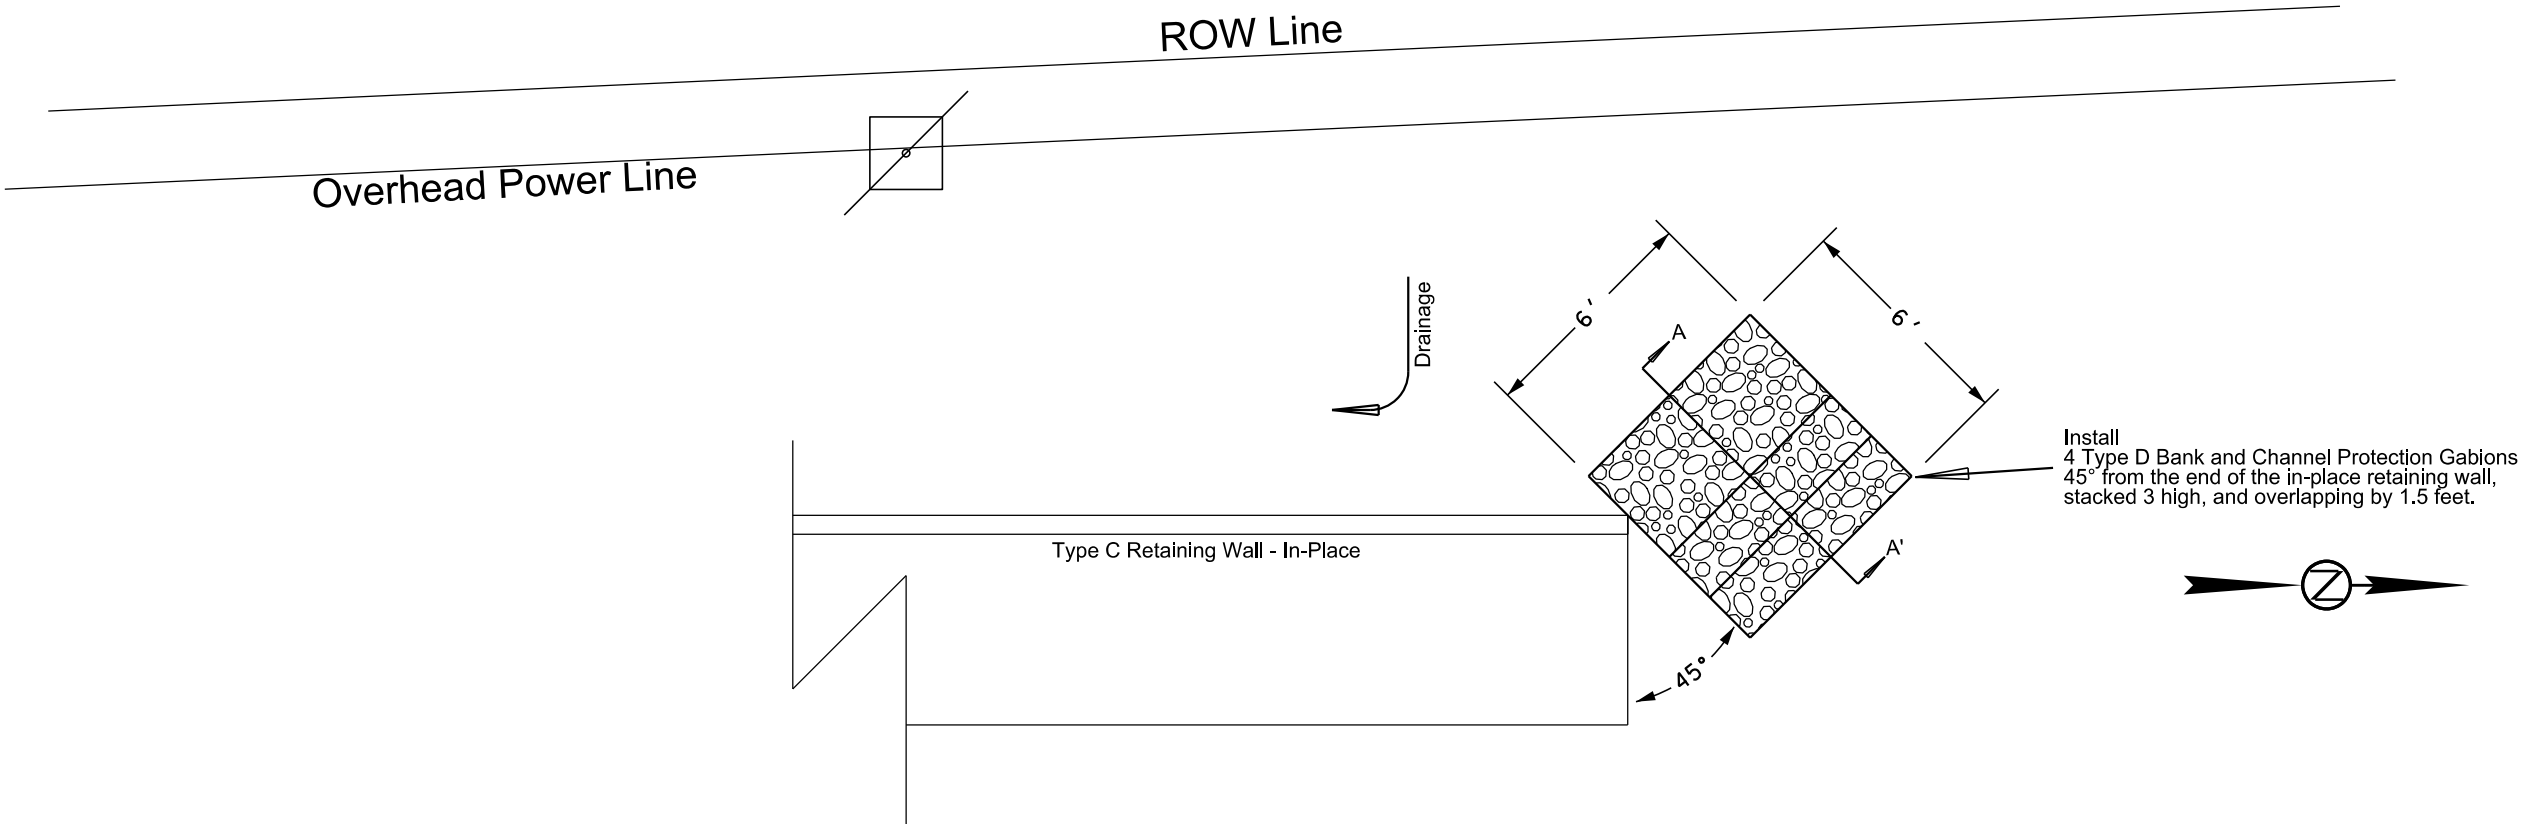 ROW Line
Overhead Power Line
Drainage
6'
6'
A
Install
4 Type D Bank and Channel Protection Gabions
45° from the end of the in-place retaining wall,
stacked 3 high, and overlapping by 1.5 feet.
Type C Retaining Wall - In-Place
A'
Z
45°